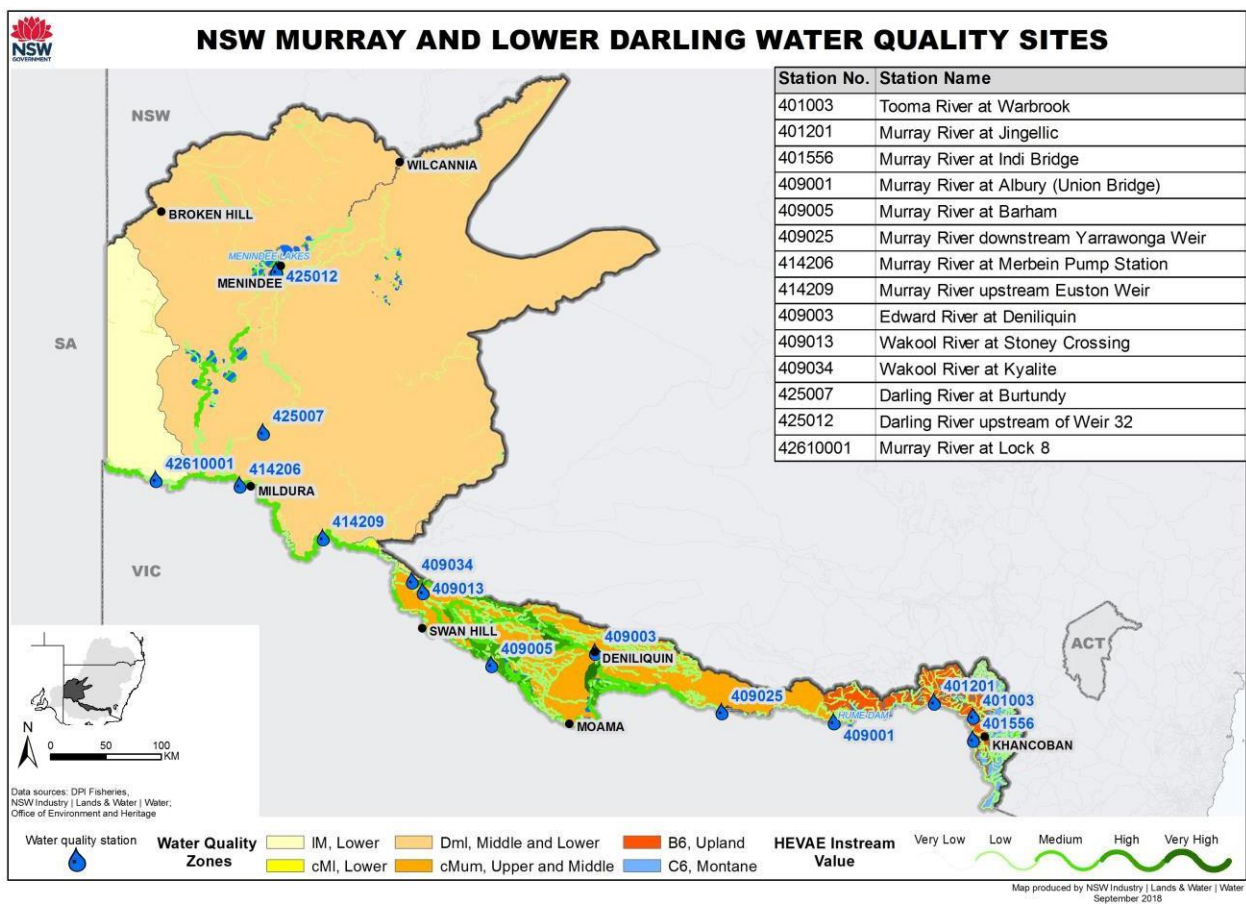 NSW
GOVERNMENT
NSW MURRAY AND LOWER DARLING WATER QUALITY SITES
Station No. Station Name
401003 Tooma River at Warbrook
401201 Murray River at Jingellic
401556 Murray River at Indi Bridge
409001 Murray River at Albury (Union Bridge)
409005 Murray River at Barham
409025 Murray River downstream Yarrawonga Weir
414206 Murray River at Merbein Pump Station
414209 Murray River upstream Euston Weir
409003 Edward River at Deniliquin
409013 Wakool River at Stoney Crossing
409034 Wakool River at Kyalite
425007 Darling River at Burtundy
425012 Darling River upstream of Weir 32
42610001 Murray River at Lock 8
NSW
WILCANNIA
BROKEN HILL
MENINDEE LAKES
425012
MENINDEE
SA
425007
42610001
414206
MILDURA
414209
VIC
409034
409013
SWAN HILL
409003
409005
DENILIQUIN
ACT
409025
401201
401003
HUME DAM
401556
409001
MOAMA
KHANCOBAN
N
0 50 100
KM
Data sources: DPI Fisheries,
NSW Industry | Lands & Water | Water;
Office of Environment and Heritage
Water quality station
Water Quality
Zones
IM, Lower
Dml, Middle and Lower
B6, Upland
cMl, Lower
cMum, Upper and Middle
C6, Montane
HEVAE Instream
Value
Very Low Low Medium High Very High
Map produced by NSW Industry | Lands & Water | Water
September 2018